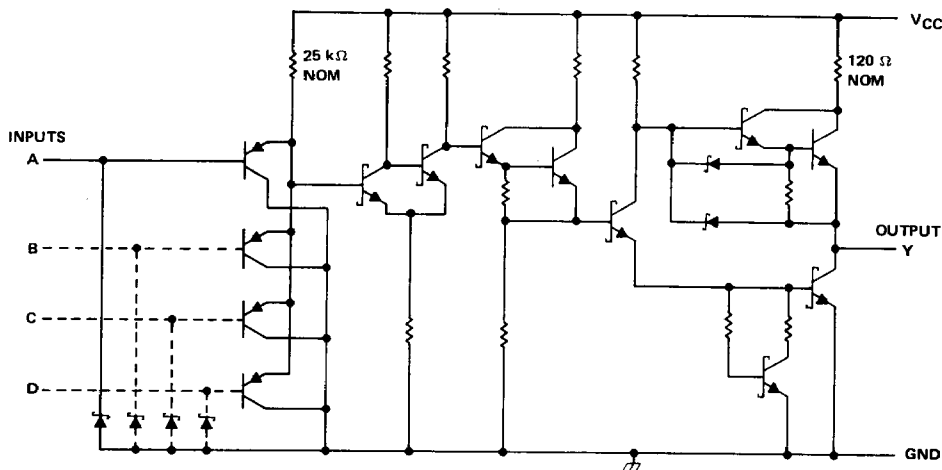 VCC
25 kΩ
NOM
120 Ω
NOM
INPUTS
A
B
C
D
OUTPUT
Y
GND